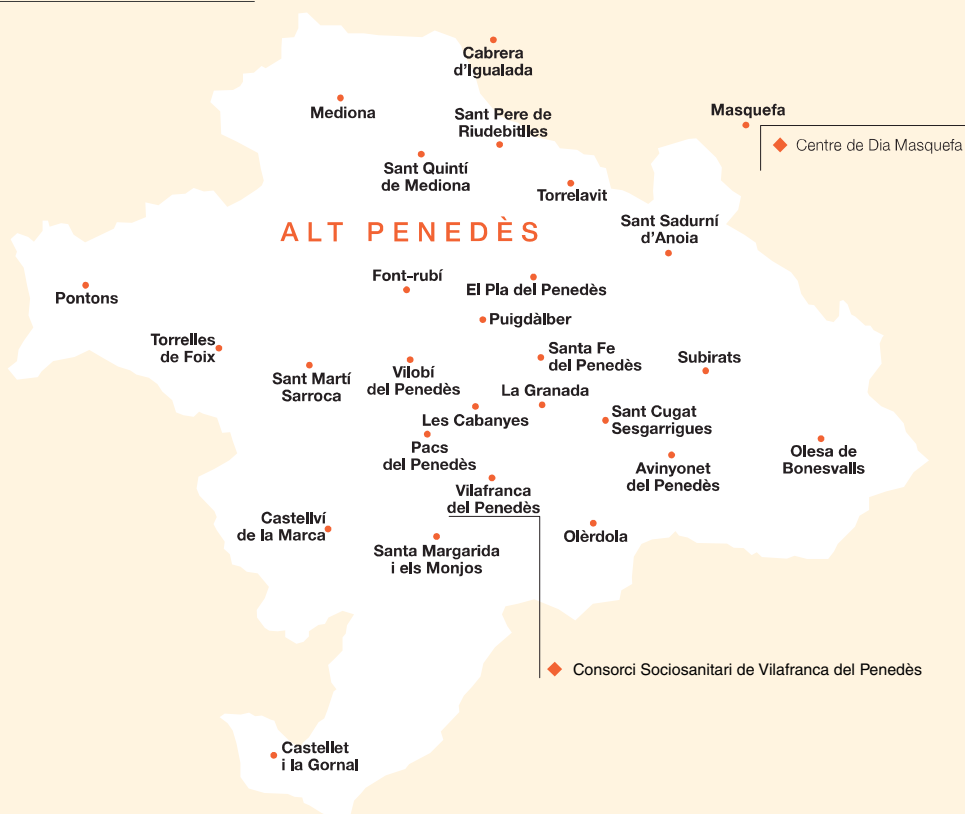 Cabrera
d'Igualada
Mediona
Sant Pere de
Riudebitlles
Masquefa
Centre de Dia Masquefa
Sant Quintí
de Mediona
Torrelavit
Sant Sadurní
d'Anoia
ALT PENEDÈS
Font-rubí
El Pla del Penedès
Pontons
Puigdàlber
Torrelles
de Foix
Santa Fe
del Penedès
Subirats
Sant Martí
Sarroca
Vilobí
del Penedès
La Granada
Les Cabanyes
Sant Cugat
Sesgarrigues
Pacs
del Penedès
Olesa de
Bonesvalls
Avinyonet
del Penedès
Vilafranca
del Penedès
Castellví
de la Marca
Olèrdola
Santa Margarida
i els Monjos
Consorci Sociosanitari de Vilafranca del Penedès
Castellet
i la Gornal